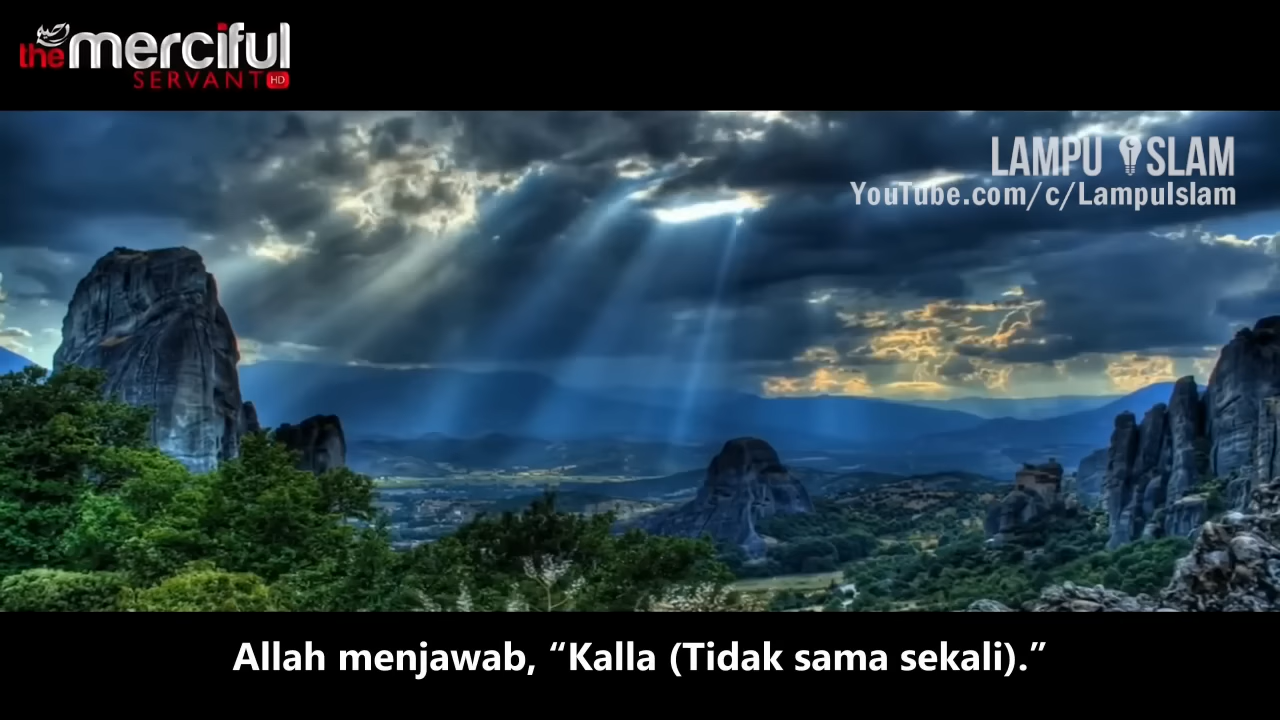 the merciful
SERVANT HD
LAMPU ISLAM
YouTube.com/c/LampuIslam
Allah menjawab, “Kalla (Tidak sama sekali).”